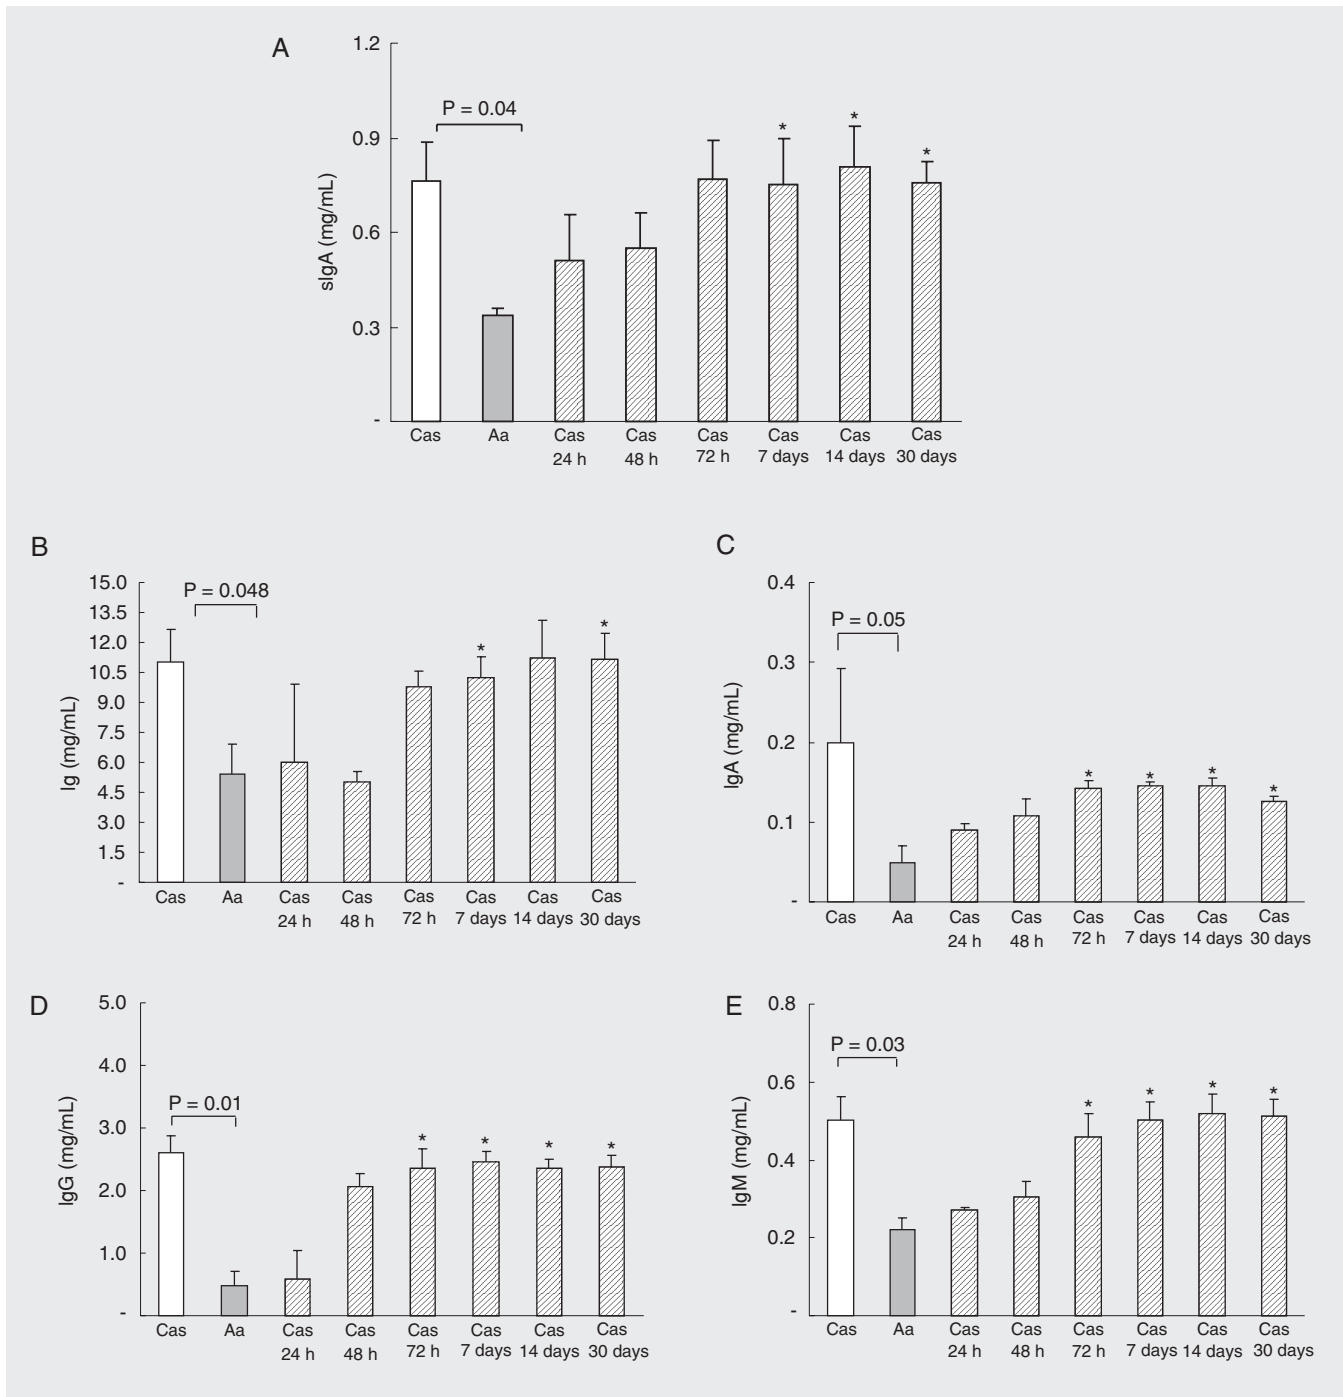 A
1.2
P = 0.04
0.9
0.6
0.3
-
sIgA (mg/mL)
* * *
Cas Aa Cas Cas Cas Cas Cas Cas
24 h 48 h 72 h 7 days 14 days 30 days
B
15.0
P = 0.048
13.5
12.0
10.5
9.0
7.5
6.0
4.5
3.0
1.5
-
Ig (mg/mL)
* *
Cas Aa Cas Cas Cas Cas Cas Cas
24 h 48 h 72 h 7 days 14 days 30 days
C
0.4
P = 0.05
0.3
0.2
0.1
-
IgA (mg/mL)
* * * *
Cas Aa Cas Cas Cas Cas Cas Cas
24 h 48 h 72 h 7 days 14 days 30 days
D
5.0
4.0
P = 0.01
3.0
2.0
1.0
-
IgG (mg/mL)
* * * *
Cas Aa Cas Cas Cas Cas Cas Cas
24 h 48 h 72 h 7 days 14 days 30 days
E
0.8
P = 0.03
0.6
0.4
0.2
-
IgM (mg/mL)
* * * *
Cas Aa Cas Cas Cas Cas Cas Cas
24 h 48 h 72 h 7 days 14 days 30 days